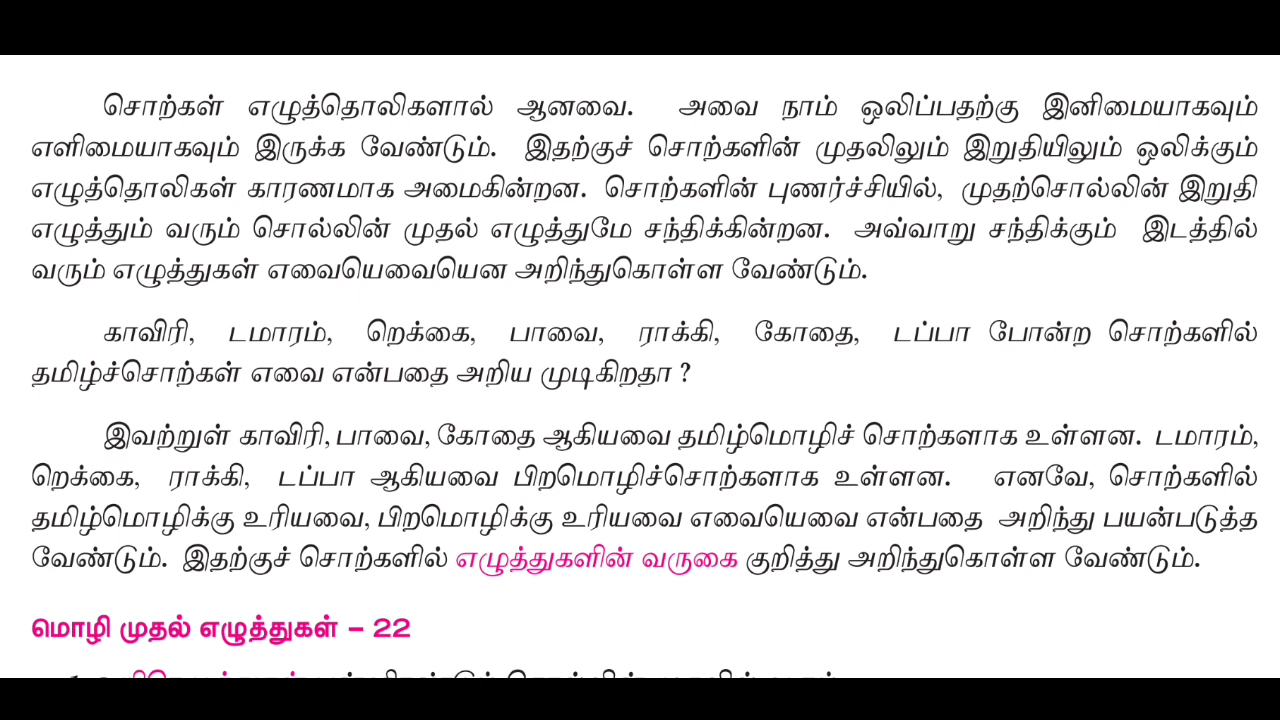 சொற்கள் எழுத்தொலிகளால் ஆனவை. அவை நாம் ஒலிப்பதற்கு இனிமையாகவும்
எளிமையாகவும் இருக்க வேண்டும். இதற்குச் சொற்களின் முதலிலும் இறுதியிலும் ஒலிக்கும்
எழுத்தொலிகள் காரணமாக அமைகின்றன. சொற்களின் புணர்ச்சியில், முதற்சொல்லின் இறுதி
எழுத்தும் வரும் சொல்லின் முதல் எழுத்துமே சந்திக்கின்றன. அவ்வாறு சந்திக்கும் இடத்தில்
வரும் எழுத்துகள் எவையெவையென அறிந்துகொள்ள வேண்டும்.
காவிரி, டமாரம், றெக்கை, பாவை, ராக்கி, கோதை, டப்பா போன்ற சொற்களில்
தமிழ்ச்சொற்கள் எவை என்பதை அறிய முடிகிறதா ?
இவற்றுள் காவிரி, பாவை, கோதை ஆகியவை தமிழ்மொழிச் சொற்களாக உள்ளன. டமாரம்,
றெக்கை, ராக்கி, டப்பா ஆகியவை பிறமொழிச்சொற்களாக உள்ளன. எனவே, சொற்களில்
தமிழ்மொழிக்கு உரியவை, பிறமொழிக்கு உரியவை எவையெவை என்பதை அறிந்து பயன்படுத்த
வேண்டும். இதற்குச் சொற்களில் எழுத்துகளின் வருகை குறித்து அறிந்துகொள்ள வேண்டும்.
மொழி முதல் எழுத்துகள் – 22